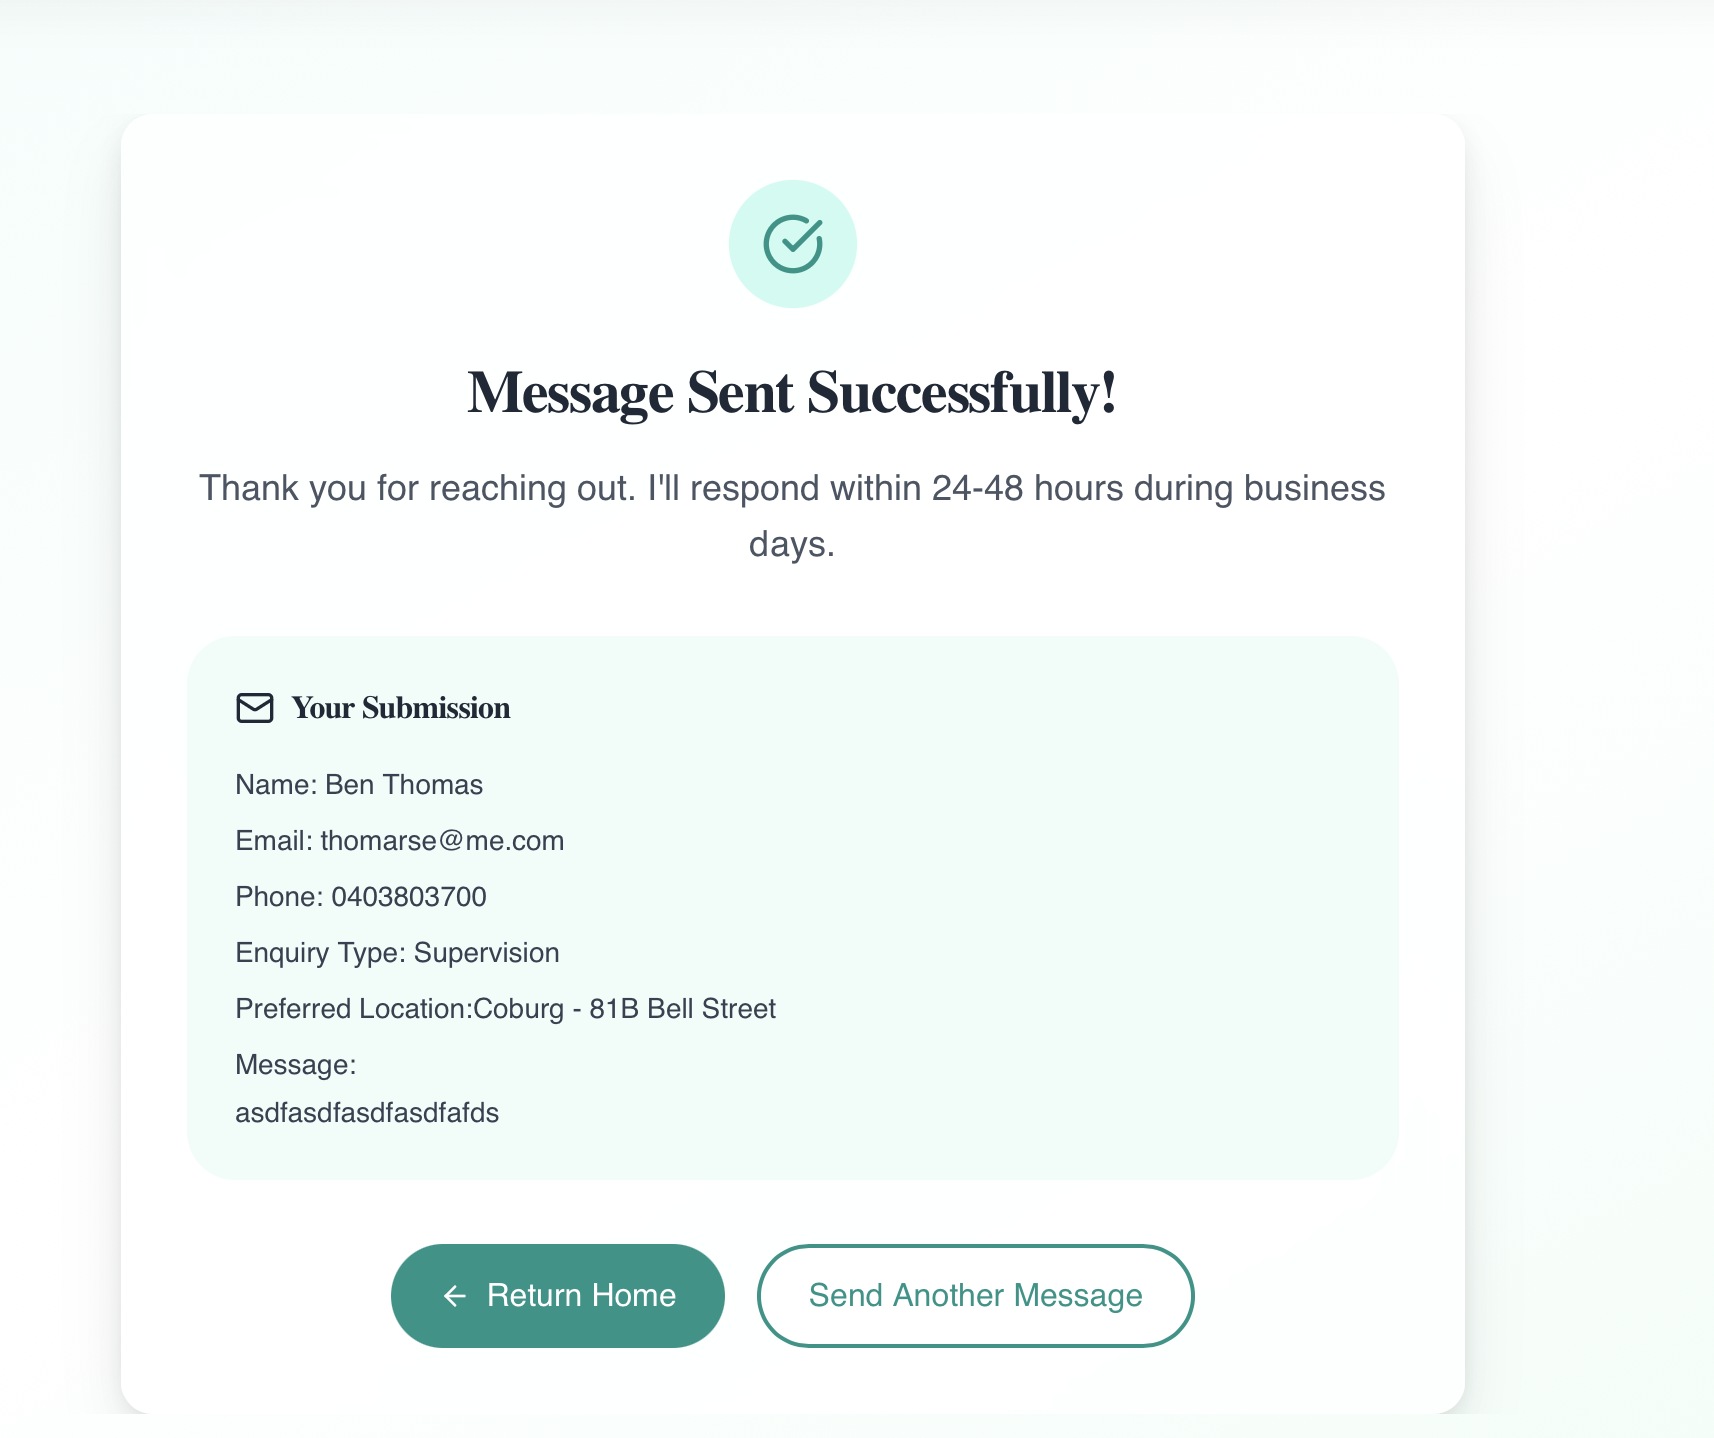 Message Sent Successfully!
Thank you for reaching out. I'll respond within 24-48 hours during business
days.
Your Submission
Name: Ben Thomas
Email: thomarse@me.com
Phone: 0403803700
Enquiry Type: Supervision
Preferred Location:Coburg - 81B Bell Street
Message:
asdfasdfasdfasdfafds
Return Home
Send Another Message